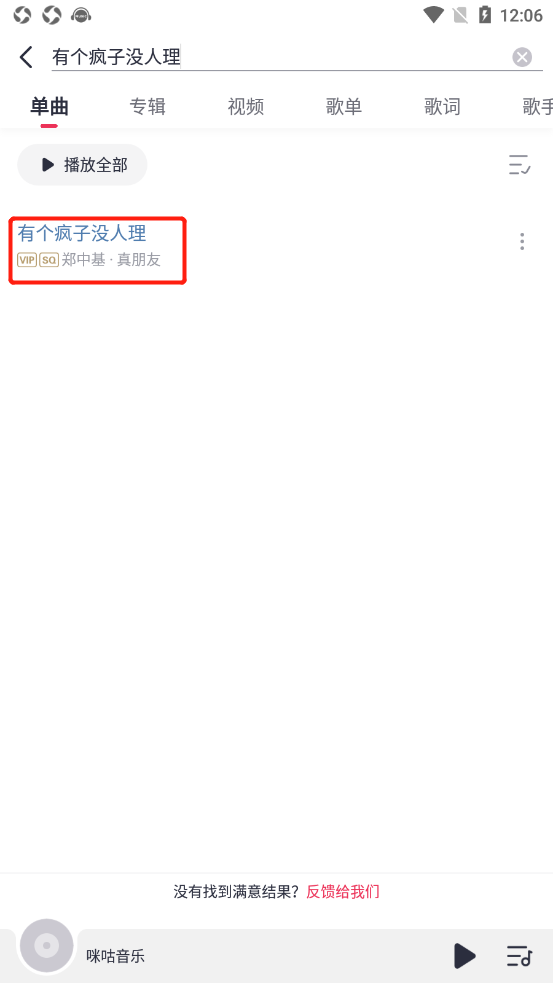 12:06
有个疯子没人理
单曲 专辑 视频 歌单 歌词 歌手
播放全部
有个疯子没人理
VIP SQ 郑中基 · 真朋友
没有找到满意结果？反馈给我们
咪咕音乐